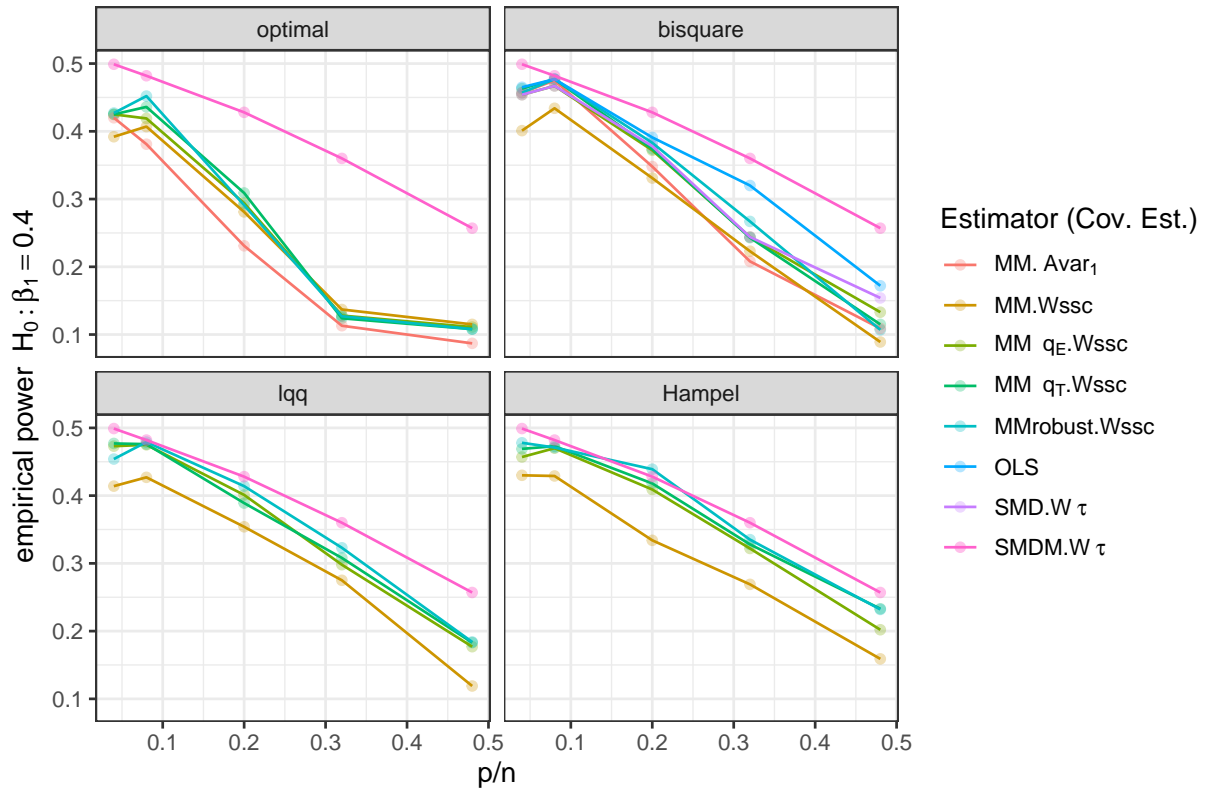 optimal
bisquare
0.5
0.4
0.3
0.2
0.1
lqq
Hampel
0.5
0.4
0.3
0.2
0.1
0.1 0.2 0.3 0.4 0.5
0.1 0.2 0.3 0.4 0.5
p/n
empirical power H₀ : β₁ = 0.4
Estimator (Cov. Est.)
MM. Avar₁
MM.Wssc
MM q_E.Wssc
MM q_T.Wssc
MMrobust.Wssc
OLS
SMD.W τ
SMDM.W τ